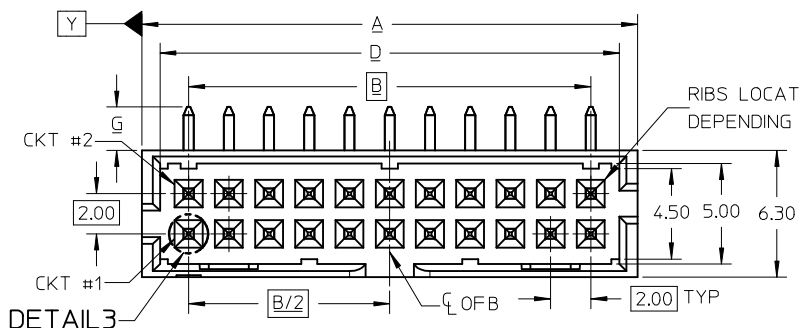 Y
A
D
B
G
CKT #2
RIBS LOCAT
DEPENDING
2.00
4.50
5.00
6.30
CKT #1
DETAIL3
B/2
℄ OFB
2.00 TYP